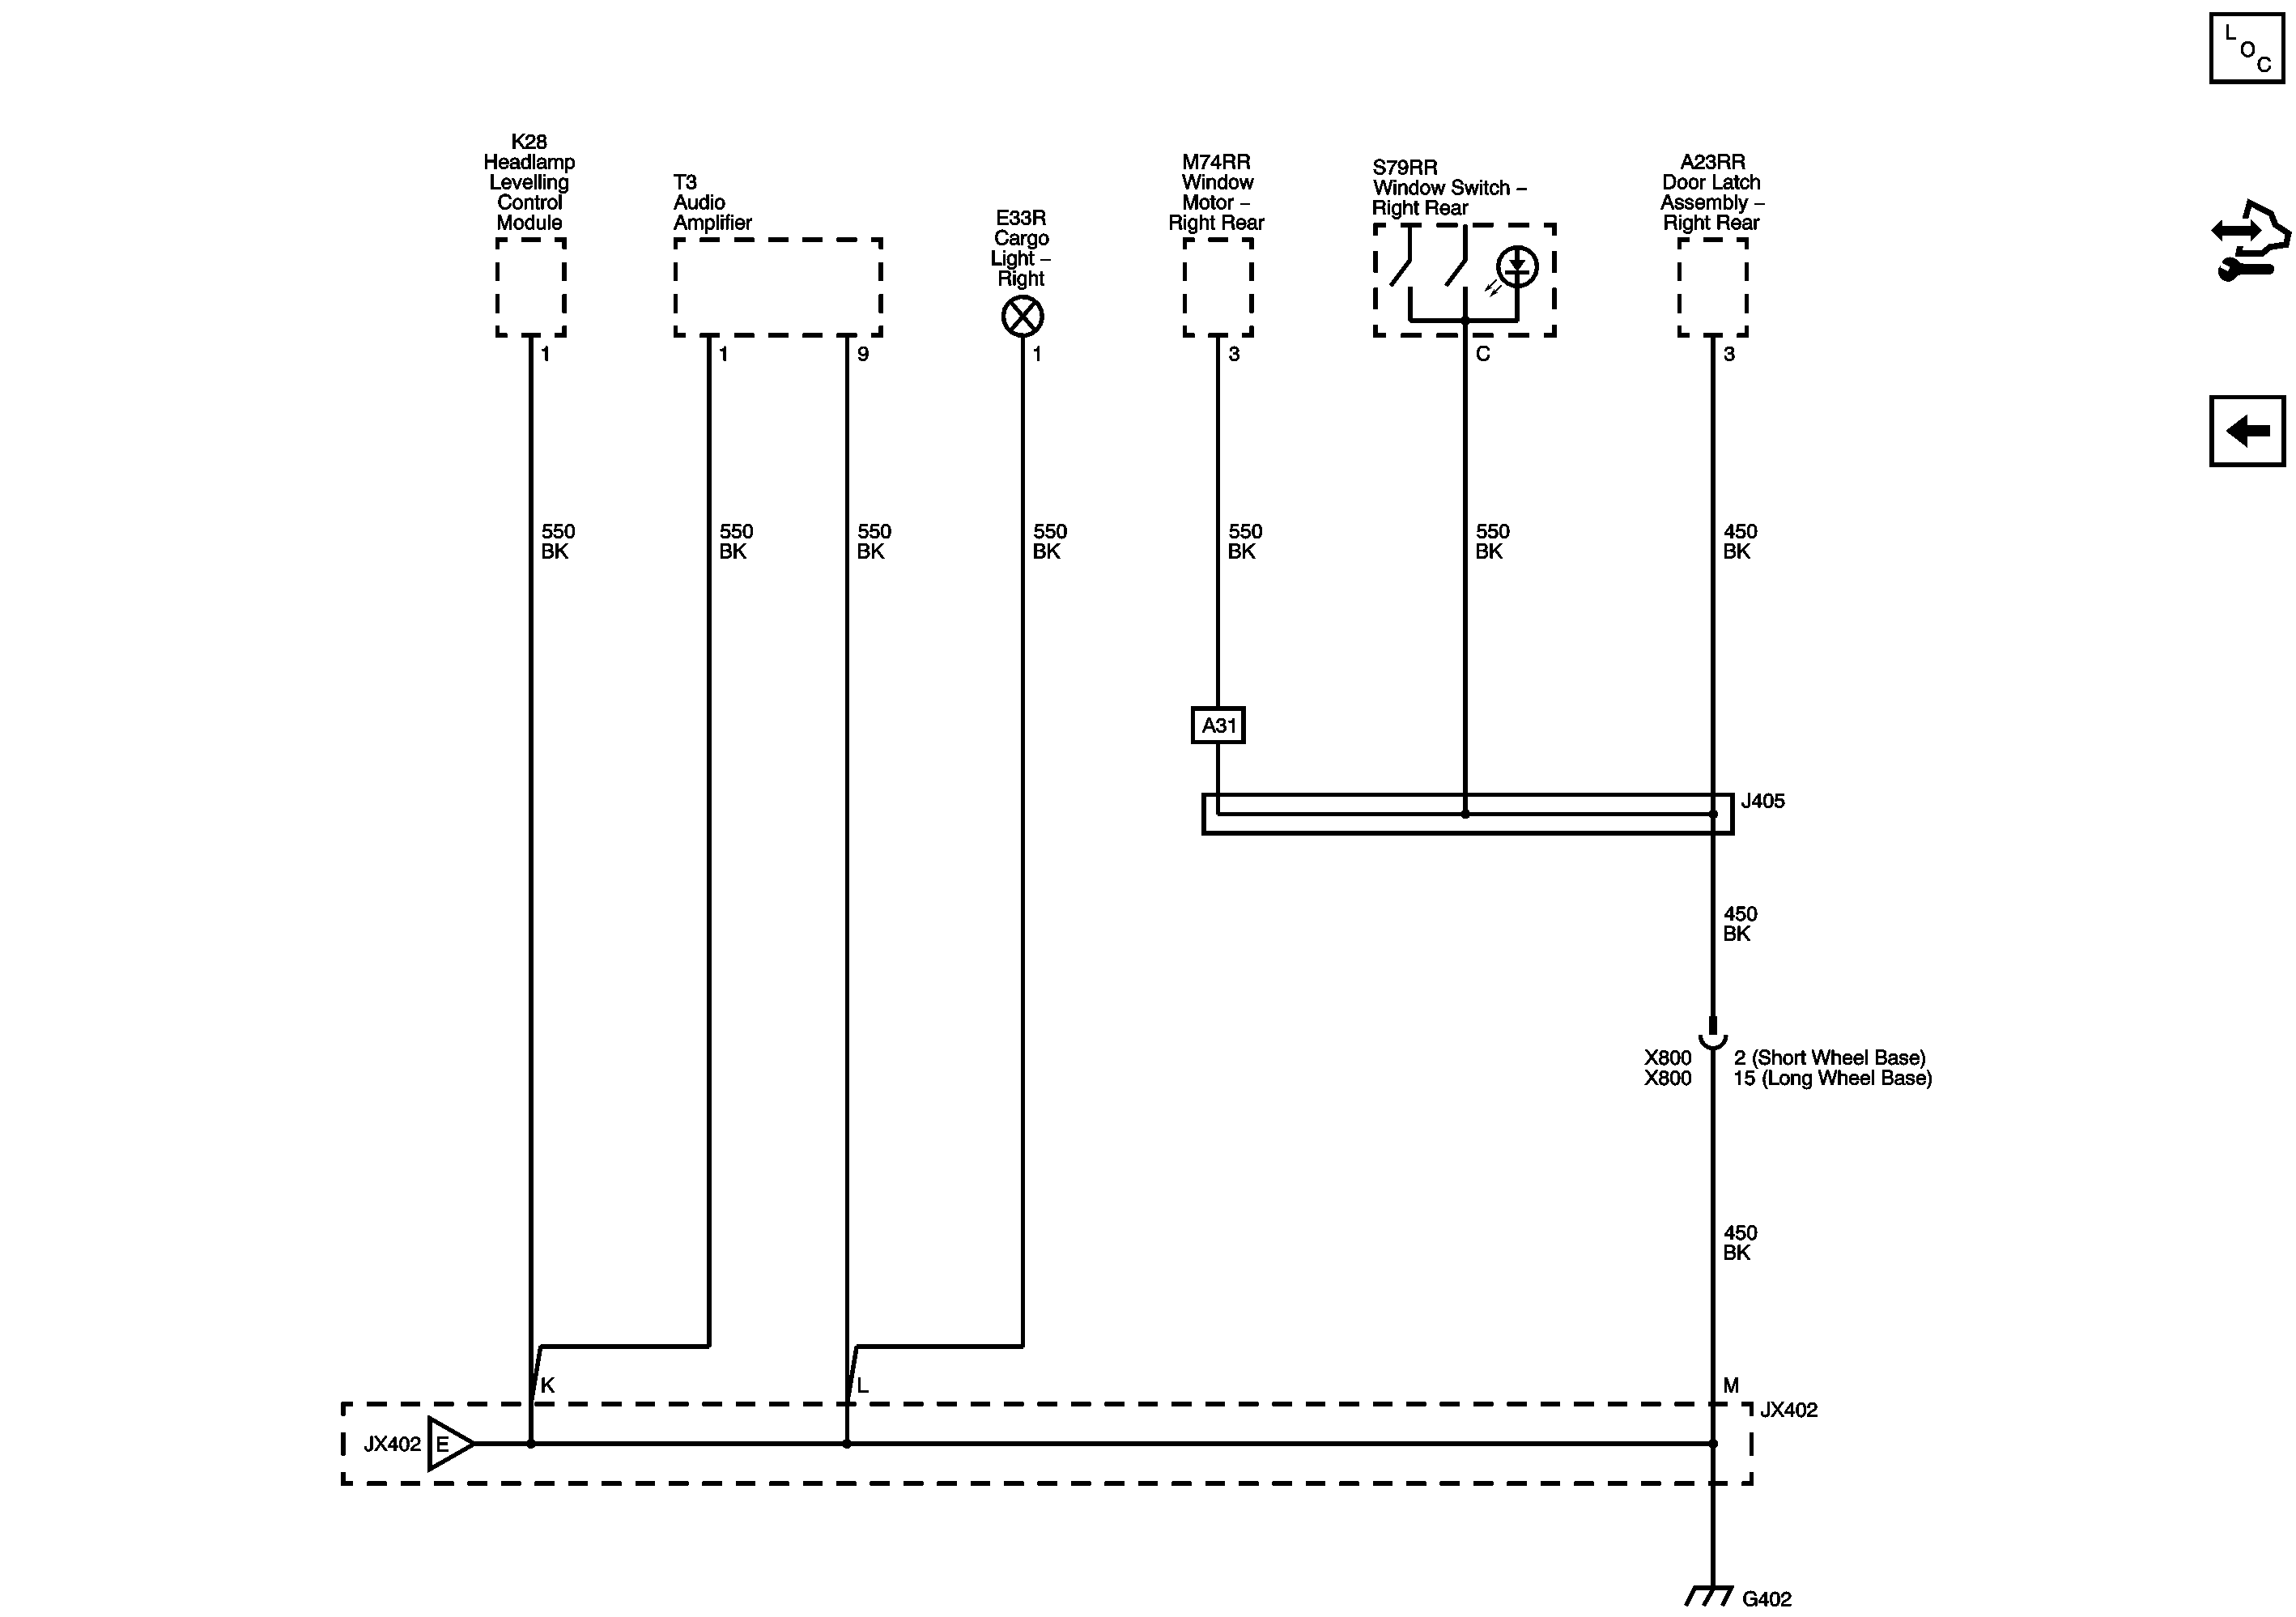 L
O
C
K28
Headlamp
Levelling
Control
Module
T3
Audio
Amplifier
E33R
Cargo
Light –
Right
M74RR
Window
Motor –
Right Rear
S79RR
Window Switch –
Right Rear
A23RR
Door Latch
Assembly –
Right Rear
1
1
9
1
3
C
3
550
BK
550
BK
550
BK
550
BK
550
BK
550
BK
450
BK
A31
J405
450
BK
X800
2 (Short Wheel Base)
X800
15 (Long Wheel Base)
450
BK
K
L
M
JX402
JX402
E
G402